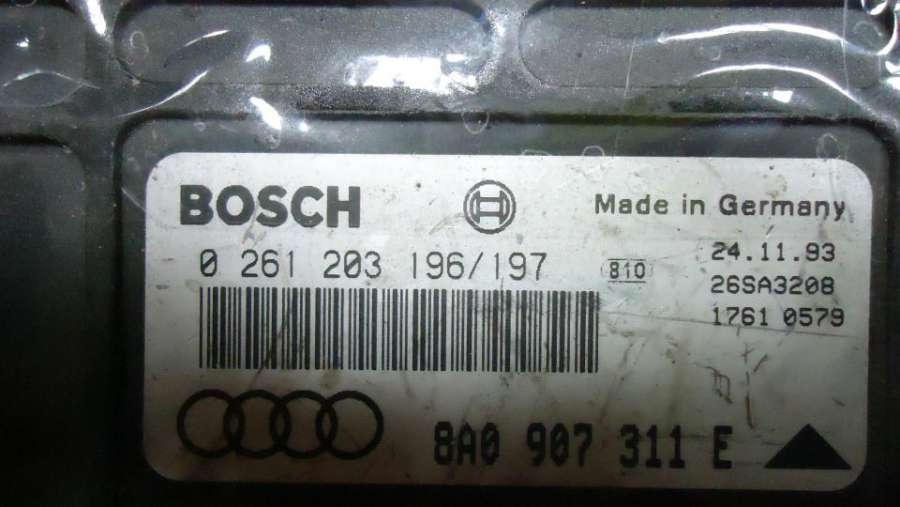 BOSCH
Made in Germany
0 261 203 196/197
810
24.11.93
26SA3208
1761 0579
8A0 907 311 E